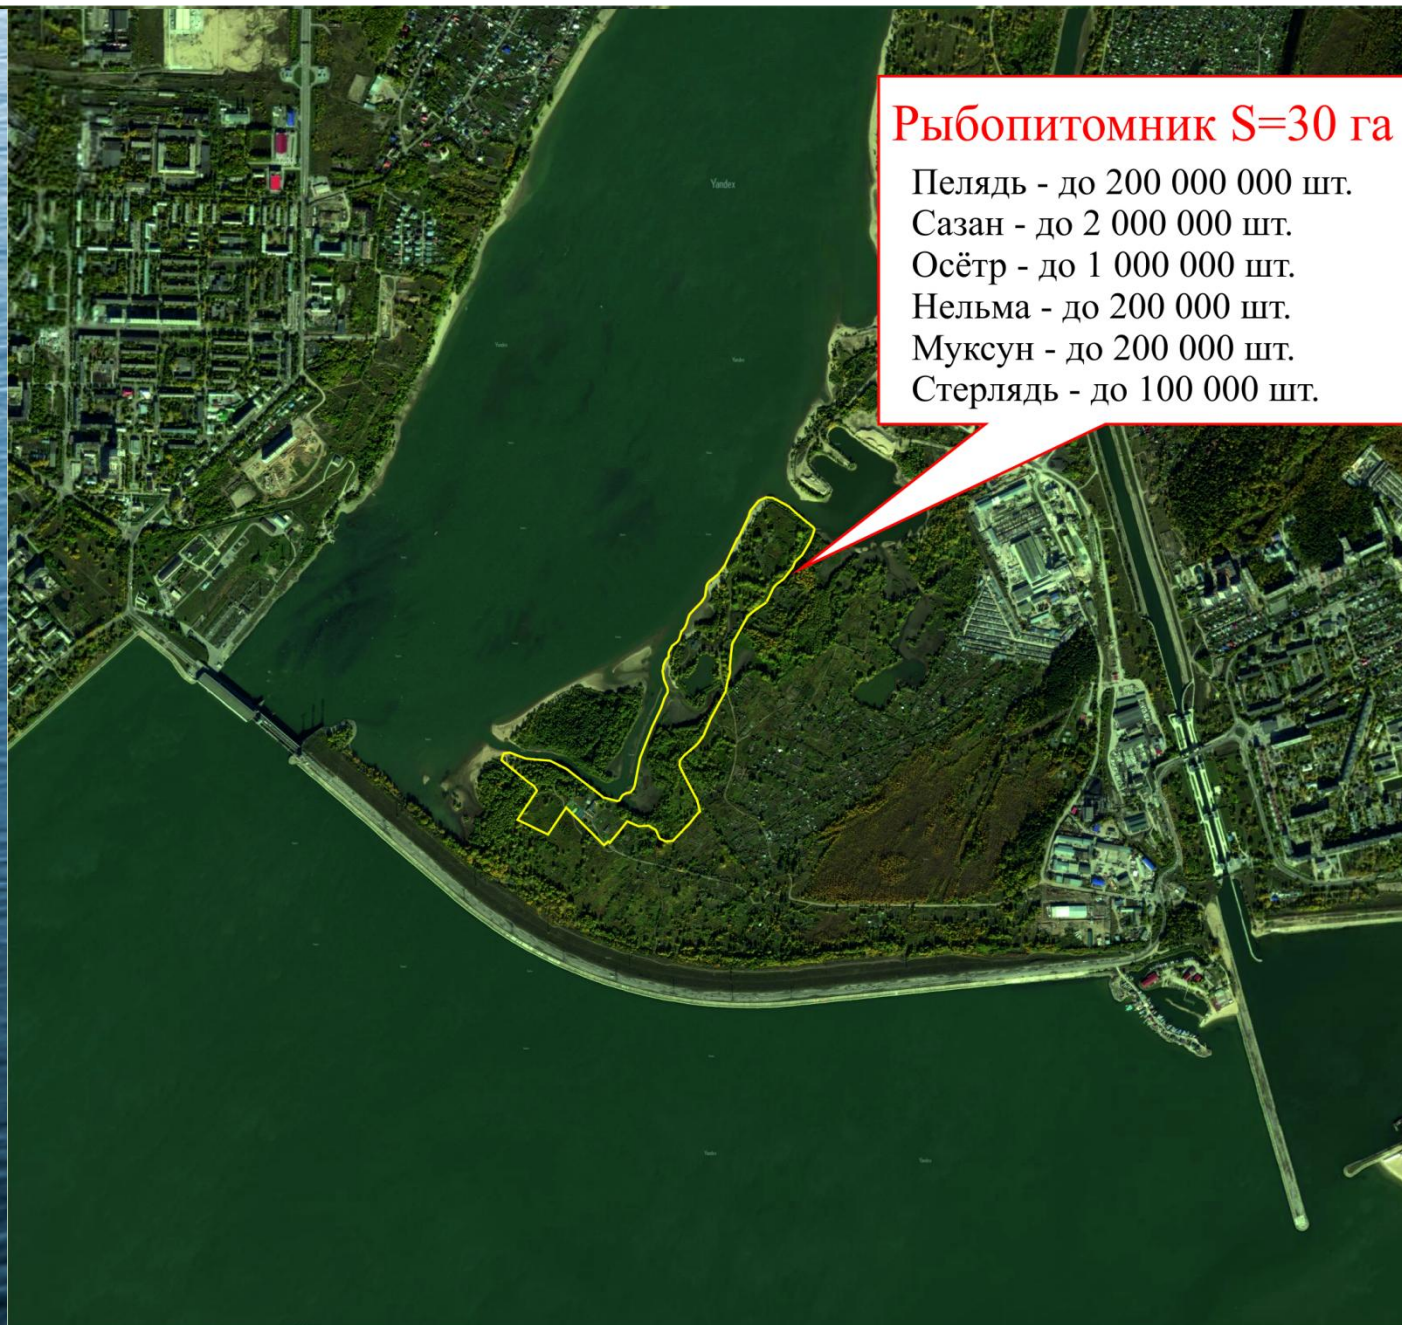 Yandex
Рыбопитомник S=30 га
Пелядь - до 200 000 000 шт.
Сазан - до 2 000 000 шт.
Осётр - до 1 000 000 шт.
Нельма - до 200 000 шт.
Муксун - до 200 000 шт.
Стерлядь - до 100 000 шт.